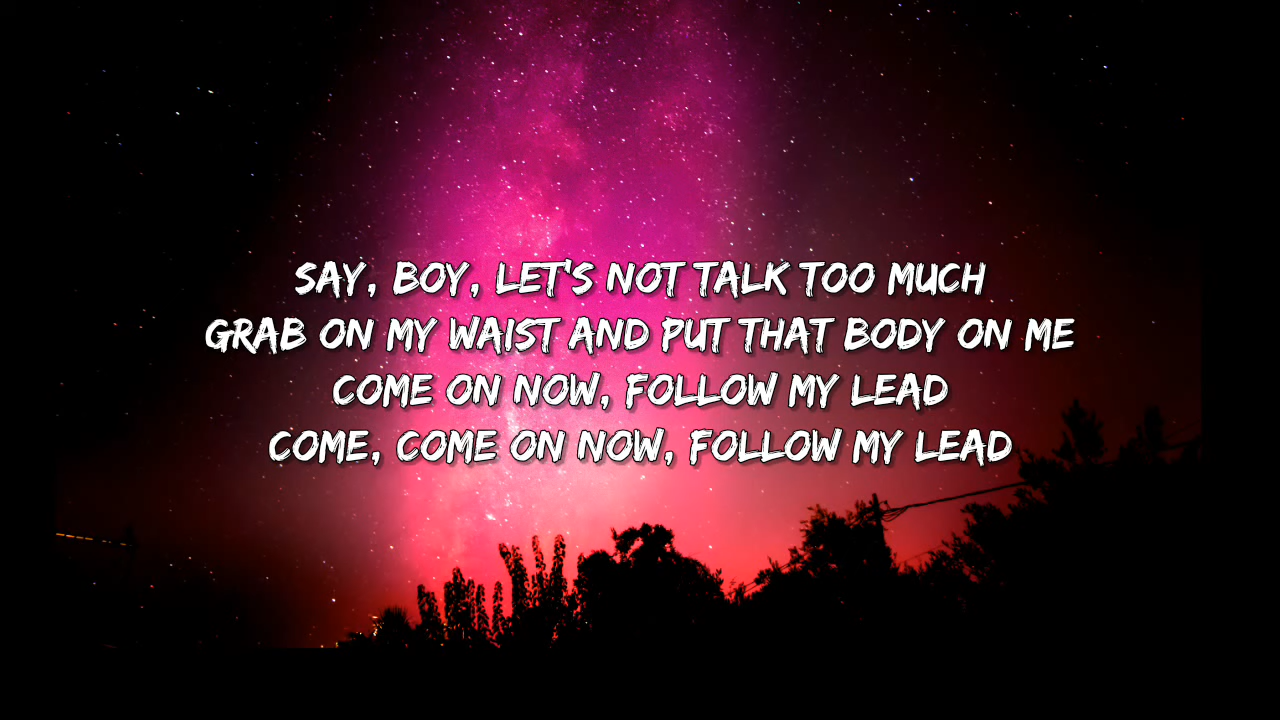 SAY, BOY, LET'S NOT TALK TOO MUCH
GRAB ON MY WAIST AND PUT THAT BODY ON ME
COME ON NOW, FOLLOW MY LEAD
COME, COME ON NOW, FOLLOW MY LEAD